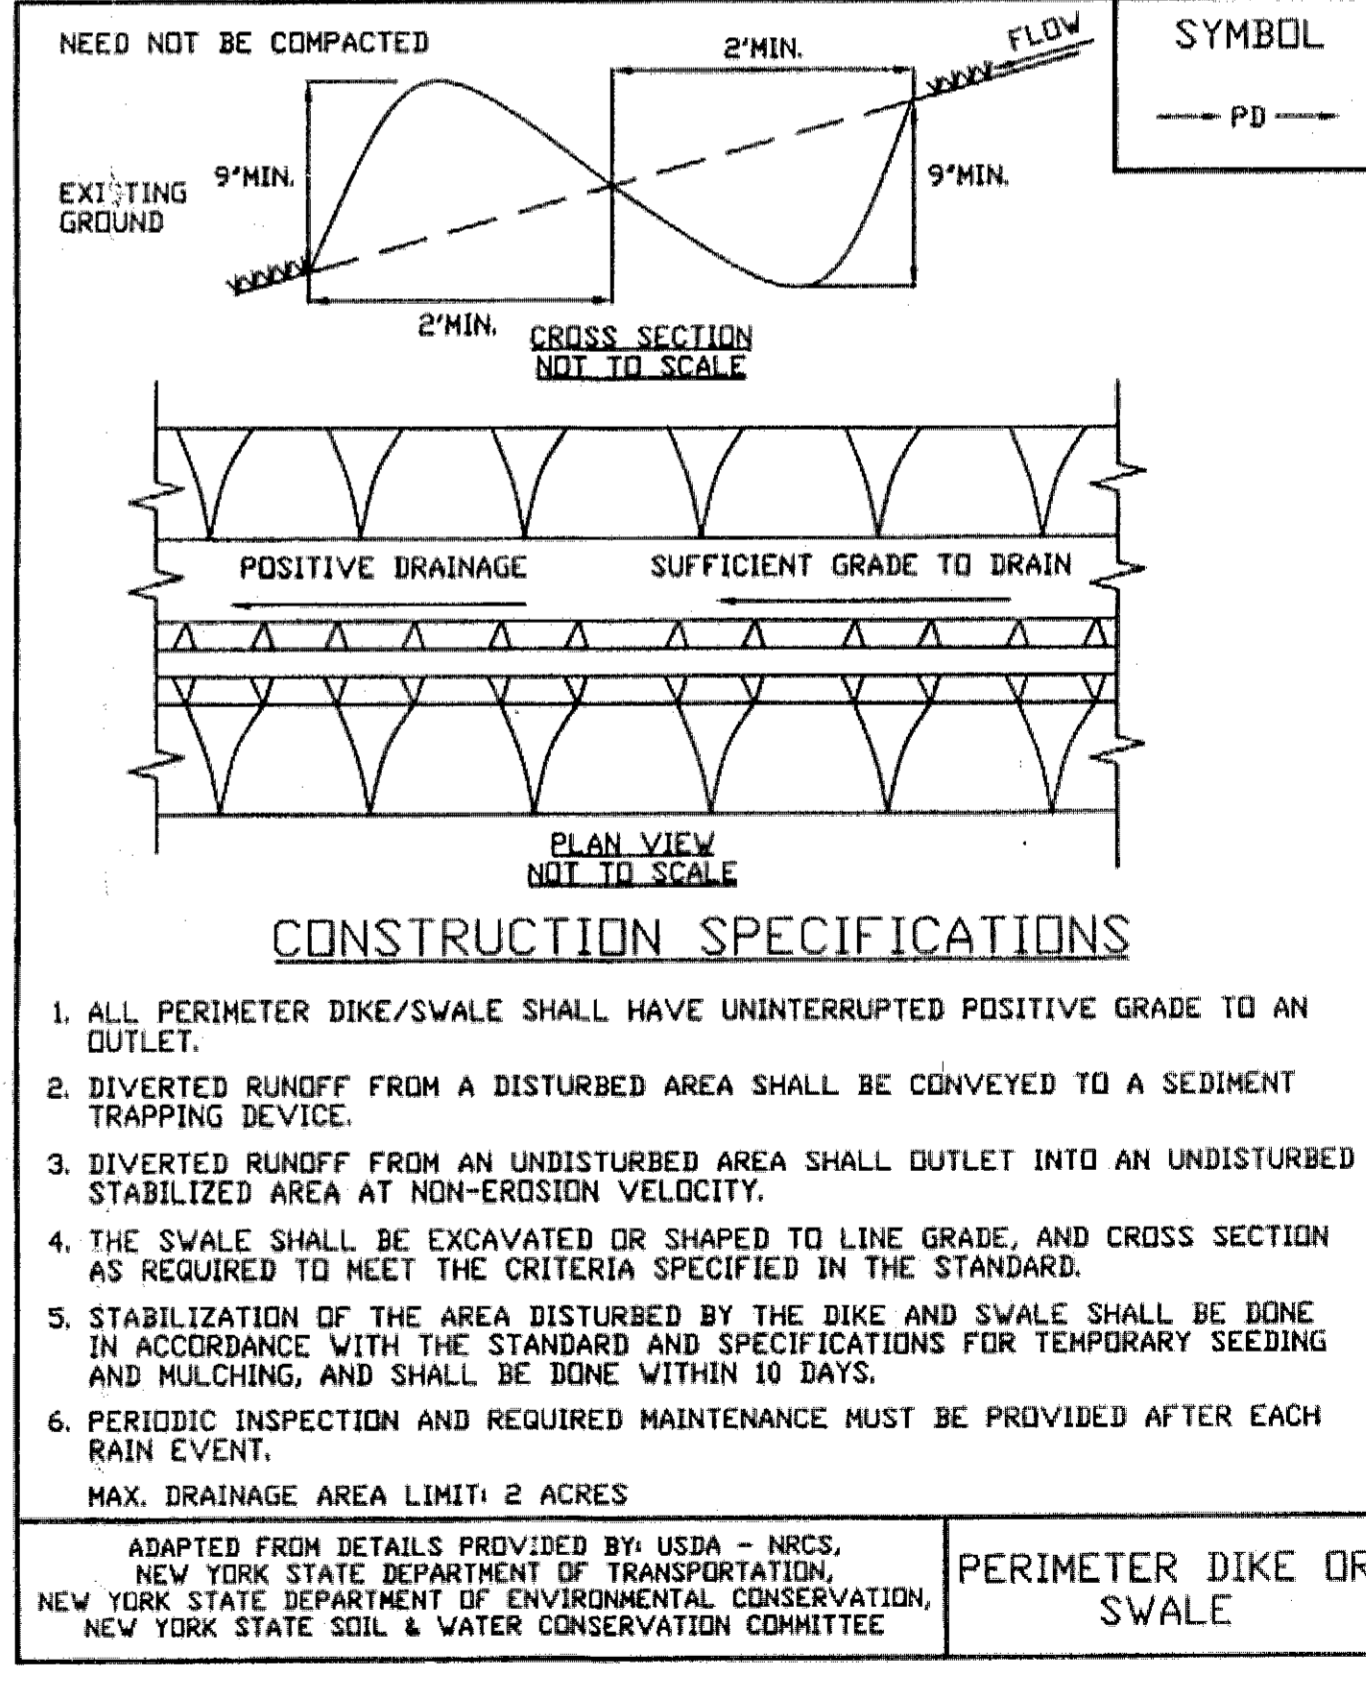 NEED NOT BE COMPACTED
2'MIN.
FLOW
SYMBOL
PD
9"MIN.
EXISTING
GROUND
9"MIN.
2'MIN.
CROSS SECTION
NOT TO SCALE
POSITIVE DRAINAGE
SUFFICIENT GRADE TO DRAIN
PLAN VIEW
NOT TO SCALE
CONSTRUCTION SPECIFICATIONS
1. ALL PERIMETER DIKE/SWALE SHALL HAVE UNINTERRUPTED POSITIVE GRADE TO AN
OUTLET.
2. DIVERTED RUNOFF FROM A DISTURBED AREA SHALL BE CONVEYED TO A SEDIMENT
TRAPPING DEVICE.
3. DIVERTED RUNOFF FROM AN UNDISTURBED AREA SHALL OUTLET INTO AN UNDISTURBED
STABILIZED AREA AT NON-EROSION VELOCITY.
4. THE SWALE SHALL BE EXCAVATED OR SHAPED TO LINE GRADE, AND CROSS SECTION
AS REQUIRED TO MEET THE CRITERIA SPECIFIED IN THE STANDARD.
5. STABILIZATION OF THE AREA DISTURBED BY THE DIKE AND SWALE SHALL BE DONE
IN ACCORDANCE WITH THE STANDARD AND SPECIFICATIONS FOR TEMPORARY SEEDING
AND MULCHING, AND SHALL BE DONE WITHIN 10 DAYS.
6. PERIODIC INSPECTION AND REQUIRED MAINTENANCE MUST BE PROVIDED AFTER EACH
RAIN EVENT.
MAX. DRAINAGE AREA LIMIT: 2 ACRES
ADAPTED FROM DETAILS PROVIDED BY: USDA - NRCS,
NEW YORK STATE DEPARTMENT OF TRANSPORTATION,
NEW YORK STATE DEPARTMENT OF ENVIRONMENTAL CONSERVATION,
NEW YORK STATE SOIL & WATER CONSERVATION COMMITTEE
PERIMETER DIKE OR
SWALE